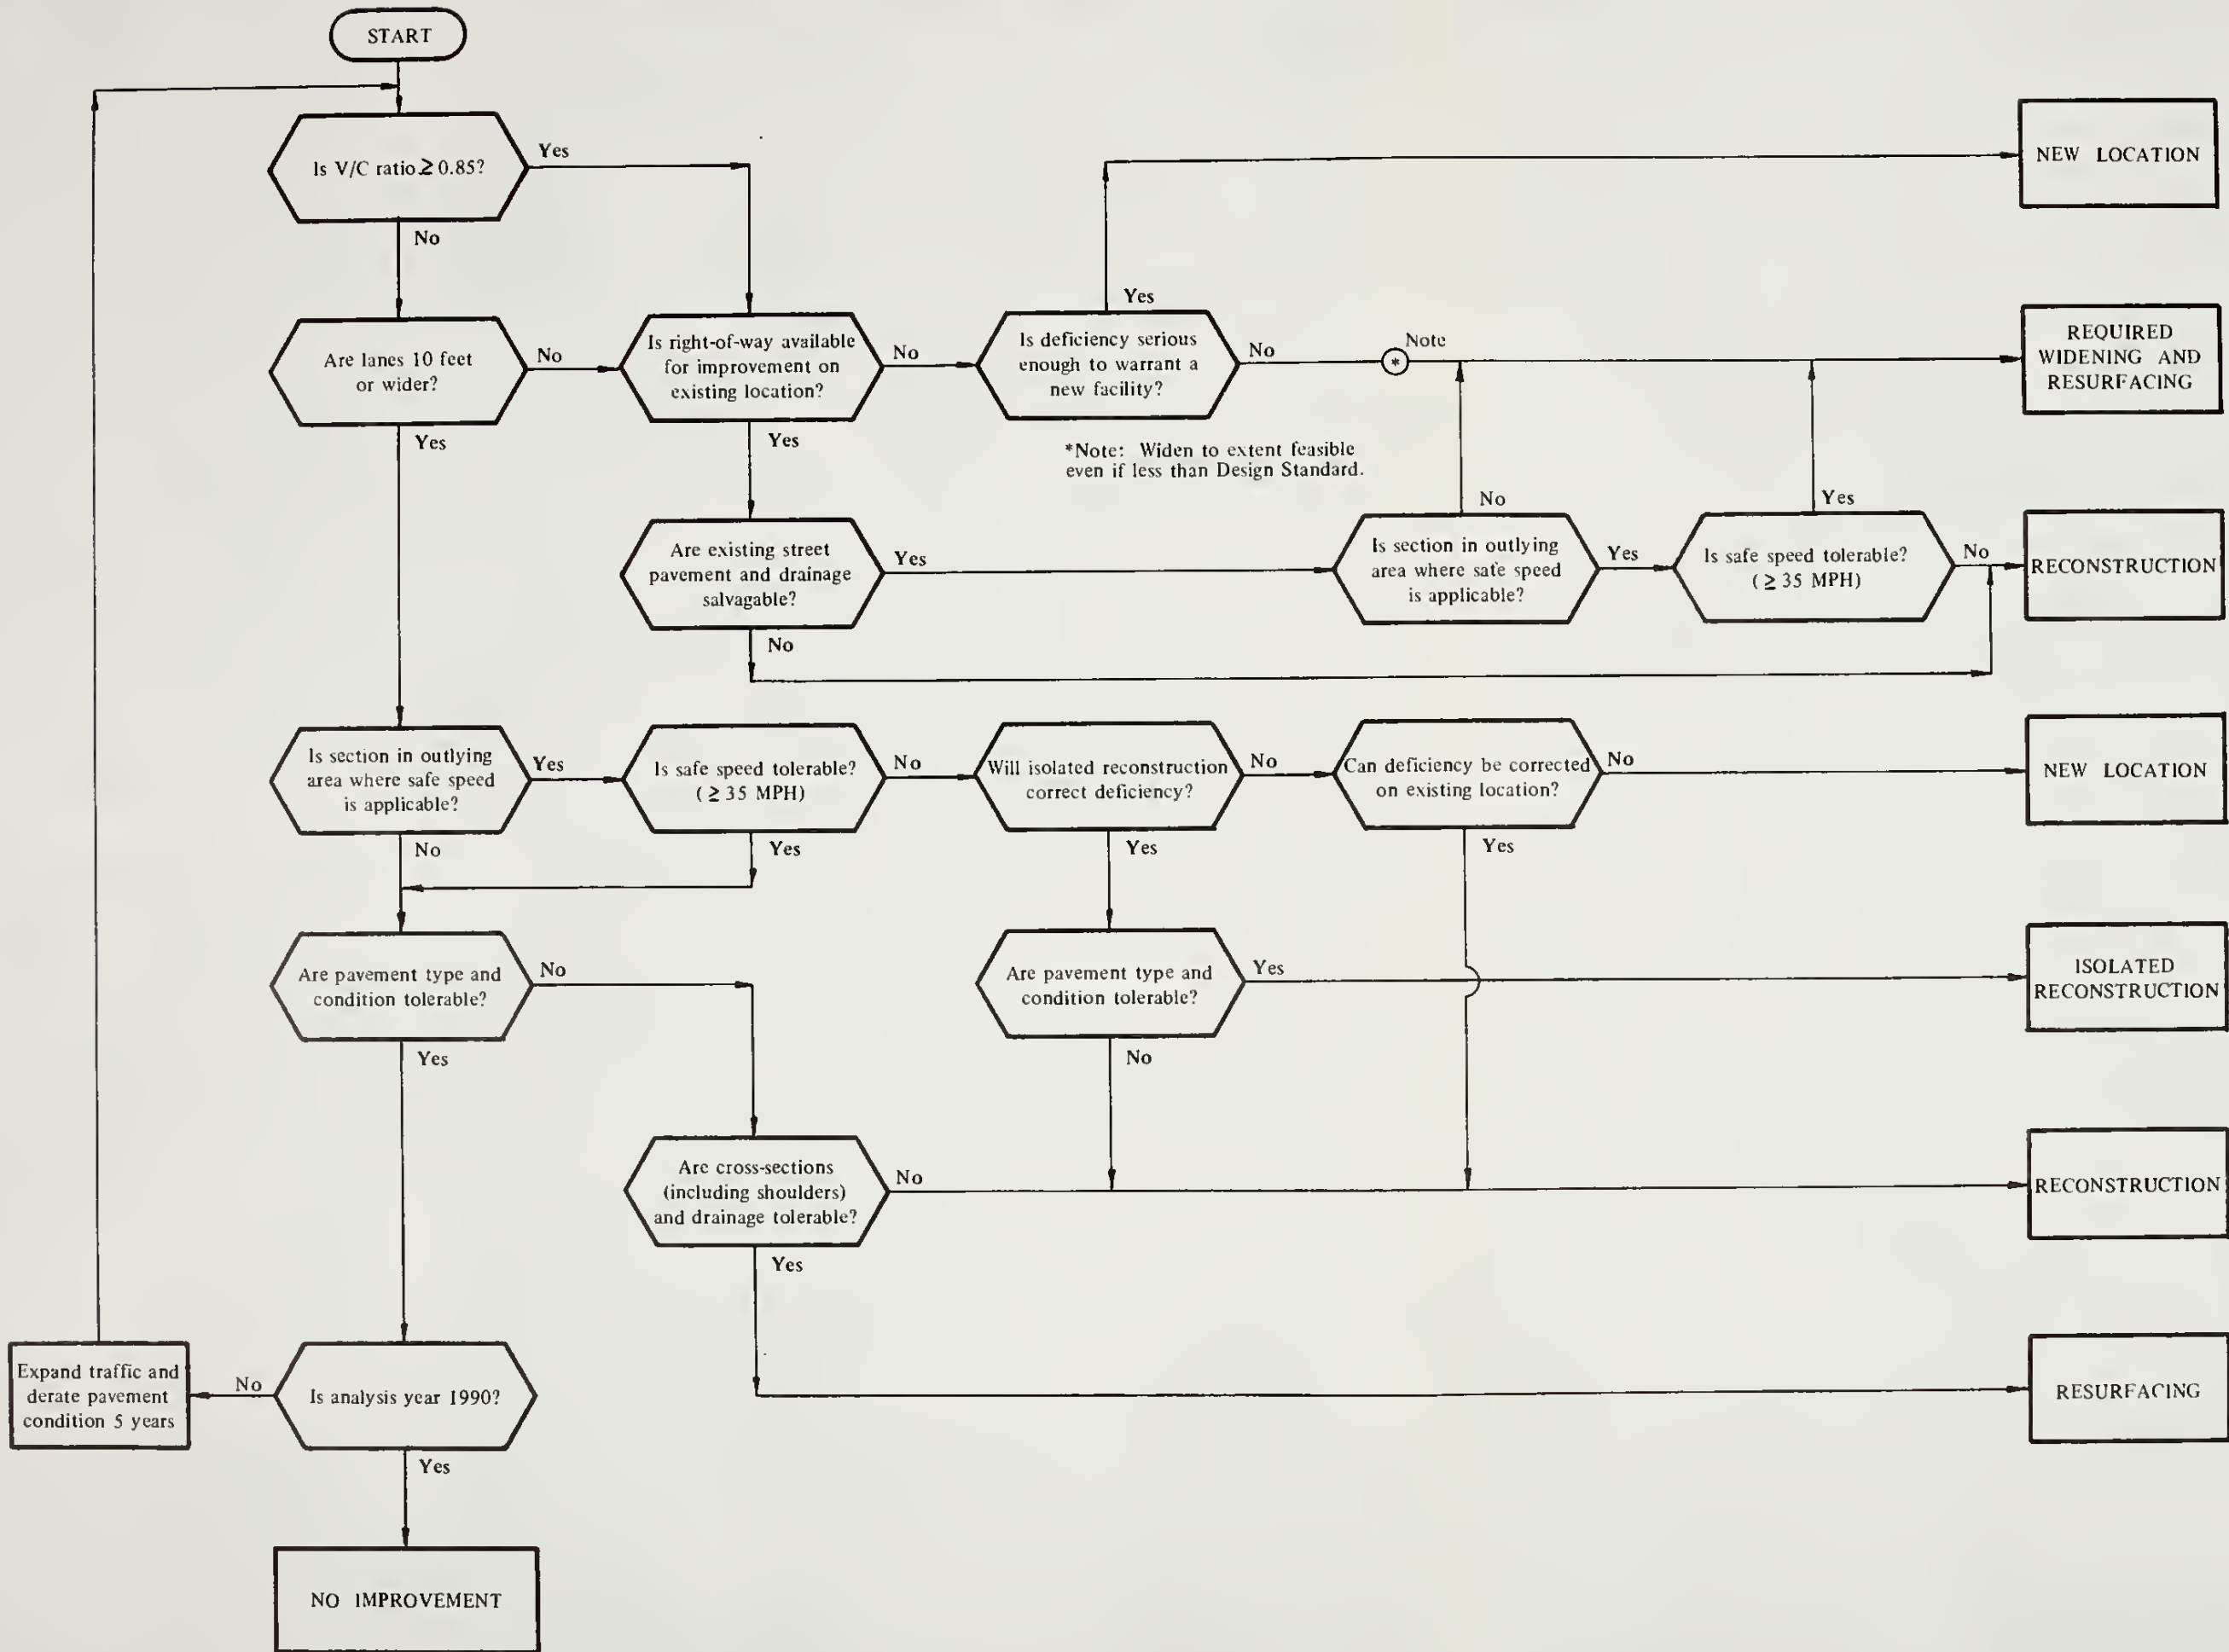 START
Is V/C ratio ≥ 0.85?
Yes
No
NEW LOCATION
Are lanes 10 feet
or wider?
No
Yes
Is right-of-way available
for improvement on
existing location?
No
Yes
Is deficiency serious
enough to warrant a
new facility?
Yes
No
Note
*
REQUIRED
WIDENING AND
RESURFACING
*Note: Widen to extent feasible
even if less than Design Standard.
Are existing street
pavement and drainage
salvagable?
Yes
No
Is section in outlying
area where safe speed
is applicable?
No
Yes
Is safe speed tolerable?
(≥ 35 MPH)
Yes
No
RECONSTRUCTION
Is section in outlying
area where safe speed
is applicable?
Yes
No
Is safe speed tolerable?
(≥ 35 MPH)
No
Yes
Will isolated reconstruction
correct deficiency?
No
Yes
Can deficiency be corrected
on existing location?
No
Yes
NEW LOCATION
Are pavement type and
condition tolerable?
No
Yes
Are pavement type and
condition tolerable?
Yes
No
ISOLATED
RECONSTRUCTION
Are cross-sections
(including shoulders)
and drainage tolerable?
No
Yes
RECONSTRUCTION
Expand traffic and
derate pavement
condition 5 years
No
Is analysis year 1990?
Yes
RESURFACING
NO IMPROVEMENT